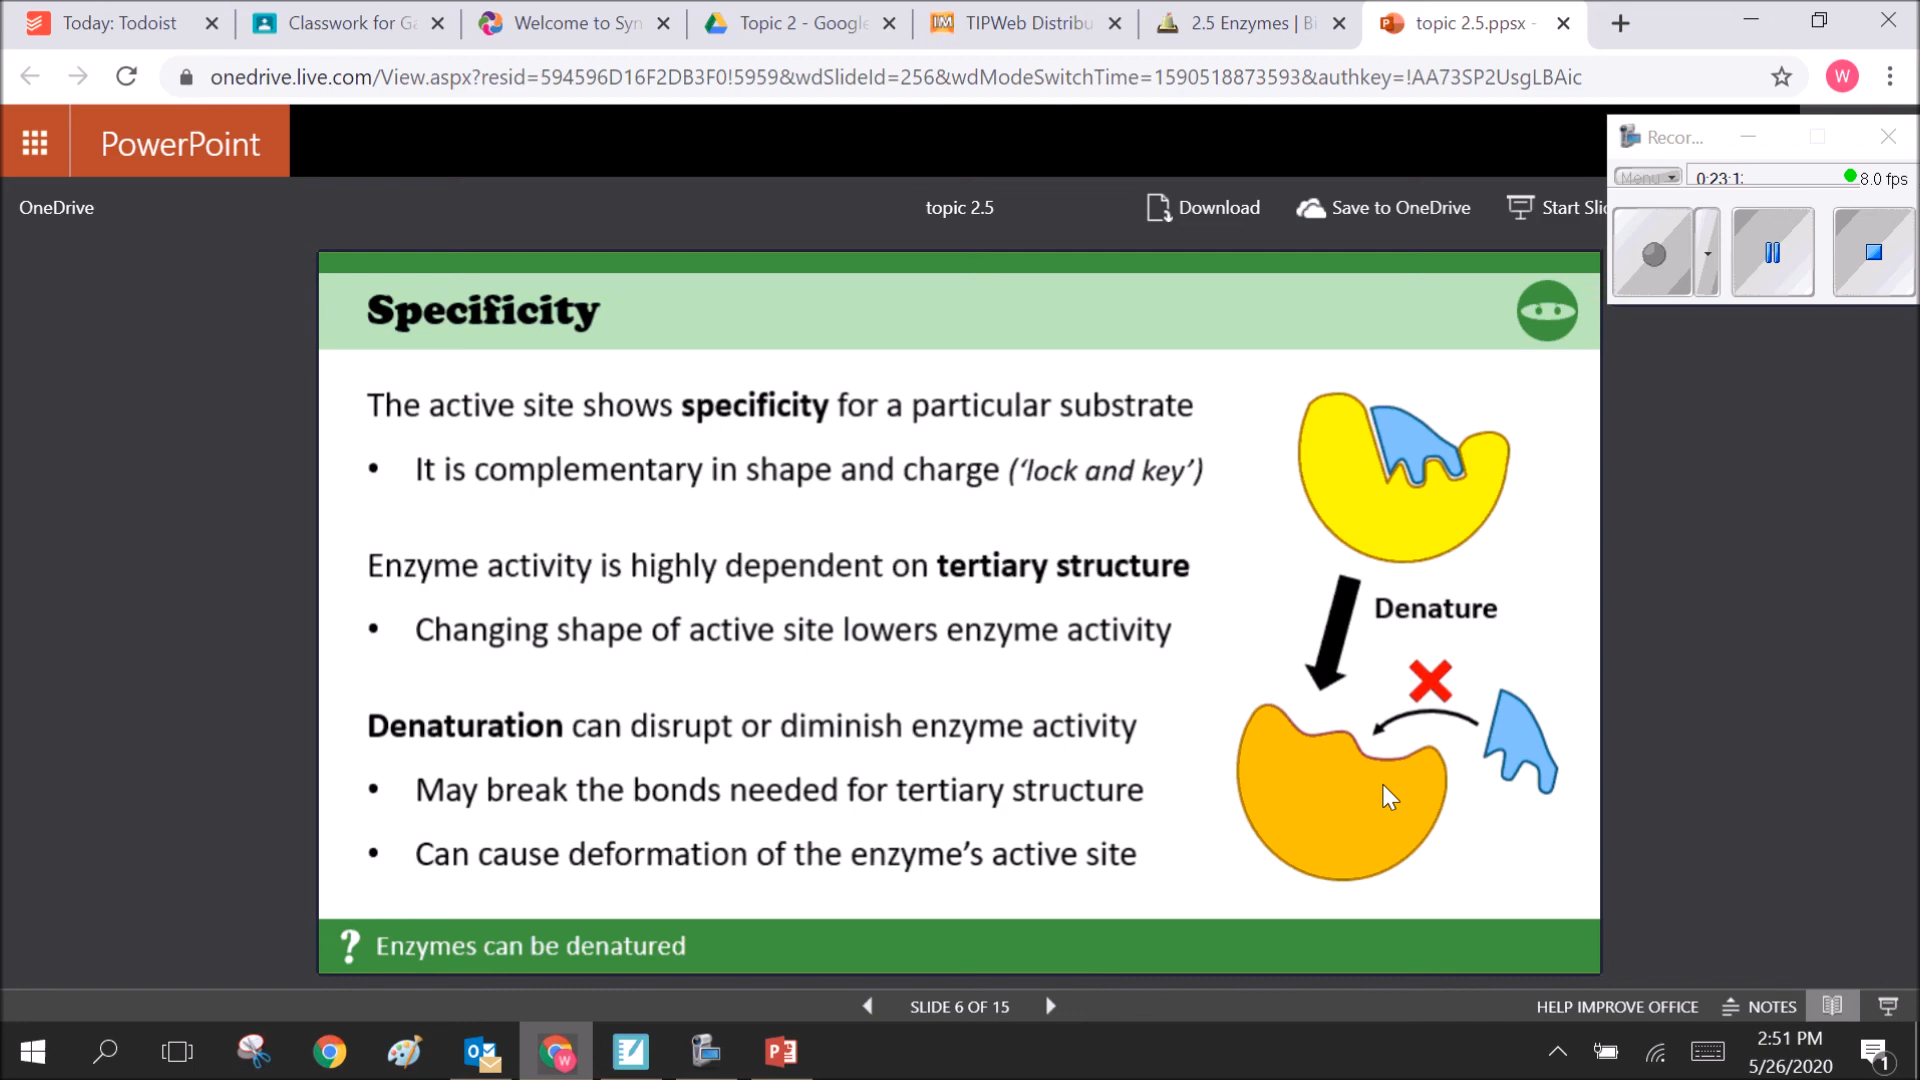 Today: Todoist
Classwork for Ga
Welcome to Syn
Topic 2 - Google
TIPWeb Distribu
2.5 Enzymes | Bi
topic 2.5.ppsx -
onedrive.live.com/View.aspx?resid=594596D16F2DB3F0!5959&wdSlideId=256&wdModeSwitchTime=1590518873593&authkey=!AA73SP2UsgLBAic
W
PowerPoint
Recor...
Menu
0:23:1
8.0 fps
OneDrive
topic 2.5
Download
Save to OneDrive
Start Slid
Specificity
The active site shows specificity for a particular substrate
• It is complementary in shape and charge (‘lock and key’)
Enzyme activity is highly dependent on tertiary structure
• Changing shape of active site lowers enzyme activity
Denature
Denaturation can disrupt or diminish enzyme activity
• May break the bonds needed for tertiary structure
• Can cause deformation of the enzyme’s active site
? Enzymes can be denatured
SLIDE 6 OF 15
HELP IMPROVE OFFICE
NOTES
2:51 PM
5/26/2020
1